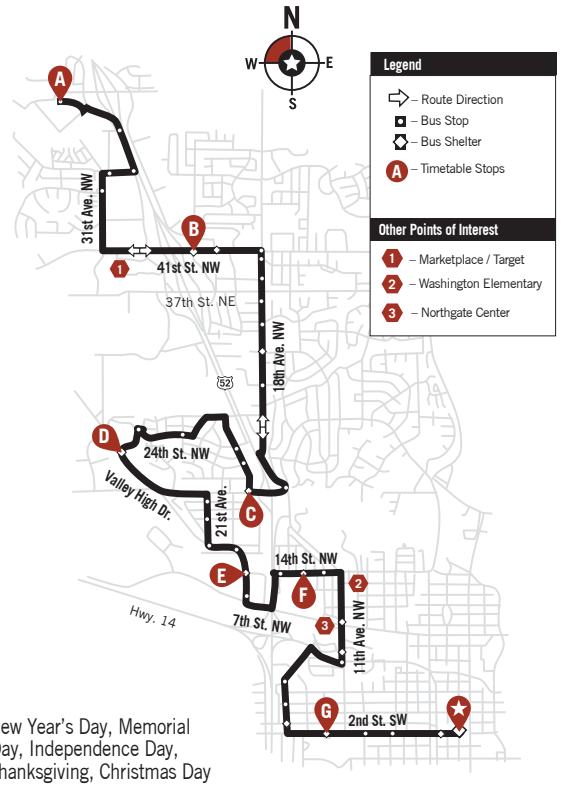 N
W
E
S
Legend
– Route Direction
– Bus Stop
– Bus Shelter
A – Timetable Stops
Other Points of Interest
1 – Marketplace / Target
2 – Washington Elementary
3 – Northgate Center
A
31st Ave. NW
B
1
41st St. NW
37th St. NE
18th Ave. NW
52
D
24th St. NW
Valley High Dr.
21st Ave.
C
14th St. NW
E
F
2
7th St. NW
3
11th Ave. NW
Hwy. 14
G
2nd St. SW
ew Year's Day, Memorial
ay, Independence Day,
hanksgiving, Christmas Day